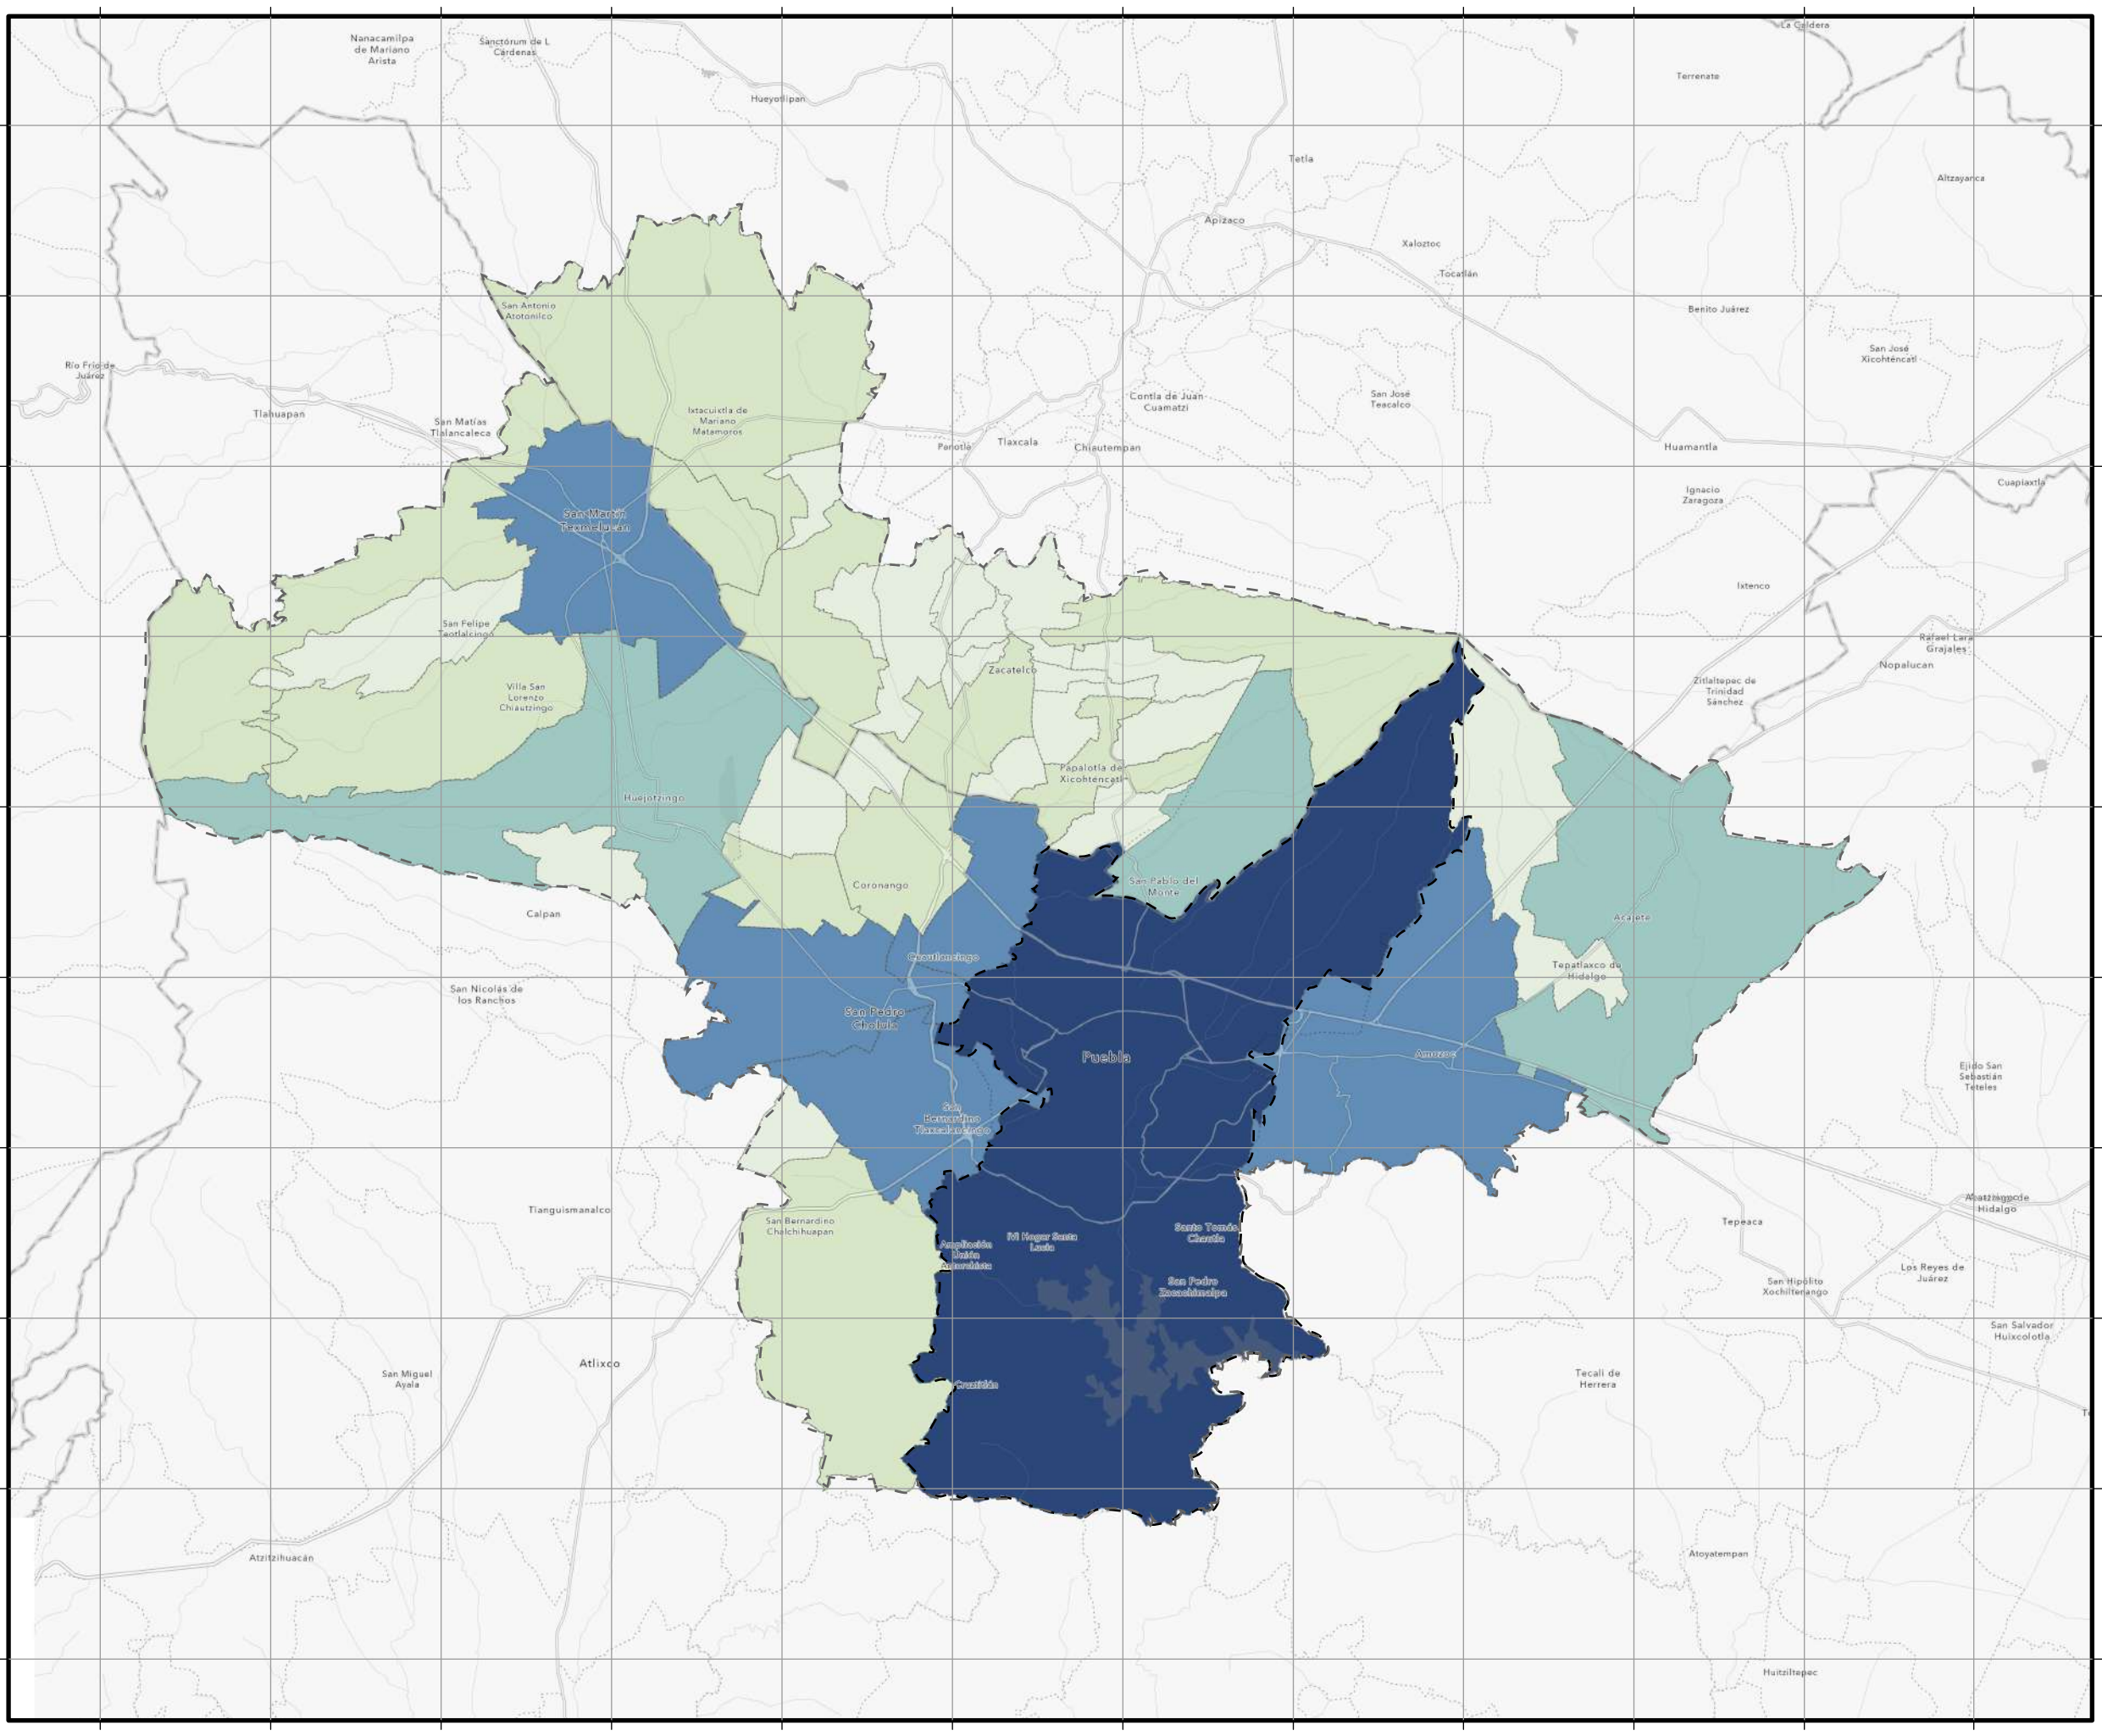 La Caldera
Nanacamilpa
de Mariano
Arista
Sanctórum de L
Cárdenas
Terrenate
Hueyotlipan
Tetla
Altzayanca
Apizaco
Xaloztoc
Tocatlán
San Antonio
Atotonilco
Benito Juárez
San José
Xicohténcatl
Río Frío de
Juárez
Tlahuapan
San Matías
Tlalancaleca
Ixtacuixtla de
Mariano
Matamoros
Contla de Juan
Cuamatzi
San José
Teacalco
Panotla
Tlaxcala
Chiautempan
Huamantla
Ignacio
Zaragoza
Cuapiaxtla
San Martín
Texmelucan
Ixtenco
San Felipe
Teotlalcingo
Rafael Lara
Grajales
Nopalucan
Zacatelco
Villa San
Lorenzo
Chiautzingo
Zitlaltepec de
Trinidad
Sánchez
Papalotla de
Xicohténcatl
Huejotzingo
Coronango
San Pablo del
Monte
Calpan
Acajete
Cuautlancingo
Tepatlaxco de
Hidalgo
San Nicolás de
los Ranchos
San Pedro
Cholula
Puebla
Amozoc
Ejido San
Sebastián
Teteles
San
Bernardino
Tlaxcalancingo
Hidalgo
Tianguismanalco
San Bernardino
Chalchihuapan
Tepeaca
Santo Tomás
Chautla
IVI Hogar Santa
Lucía
Ampliación
Unión
Antorchista
San Pedro
Zacachimalpa
San Hipólito
Xochiltenango
Los Reyes de
Juárez
San Salvador
Huixcolotla
Atlixco
San Miguel
Ayala
Cruztitlán
Tecali de
Herrera
Atzitzihuacán
Atoyatempan
Huitziltepec